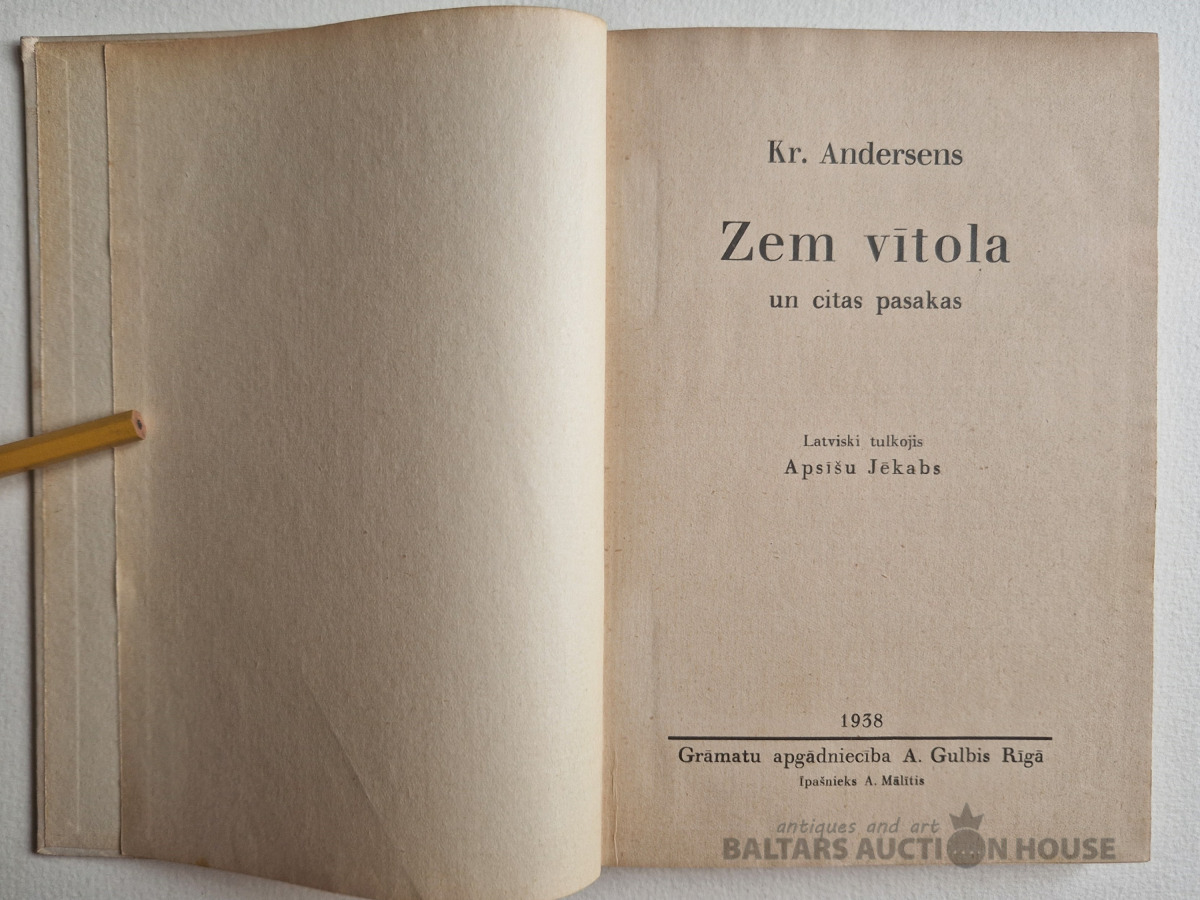 Kr. Andersens
Zem vītola
un citas pasakas
Latviski tulkojis
Apsīšu Jēkabs
1938
Grāmatu apgādniecība A. Gulbis Rīgā
Īpašnieks A. Mālītis
antiques and art
BALTARS AUCTION HOUSE